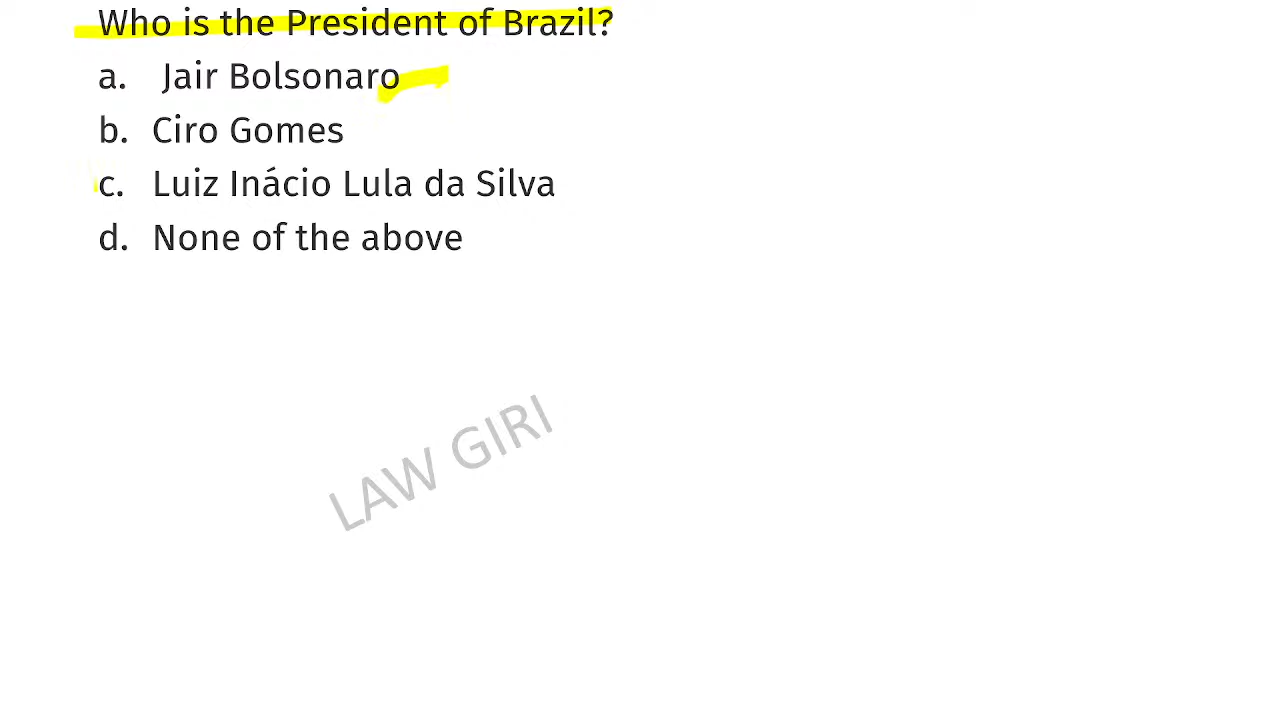 Who is the President of Brazil?
a. Jair Bolsonaro
b. Ciro Gomes
c. Luiz Inácio Lula da Silva
d. None of the above
LAW GIRI